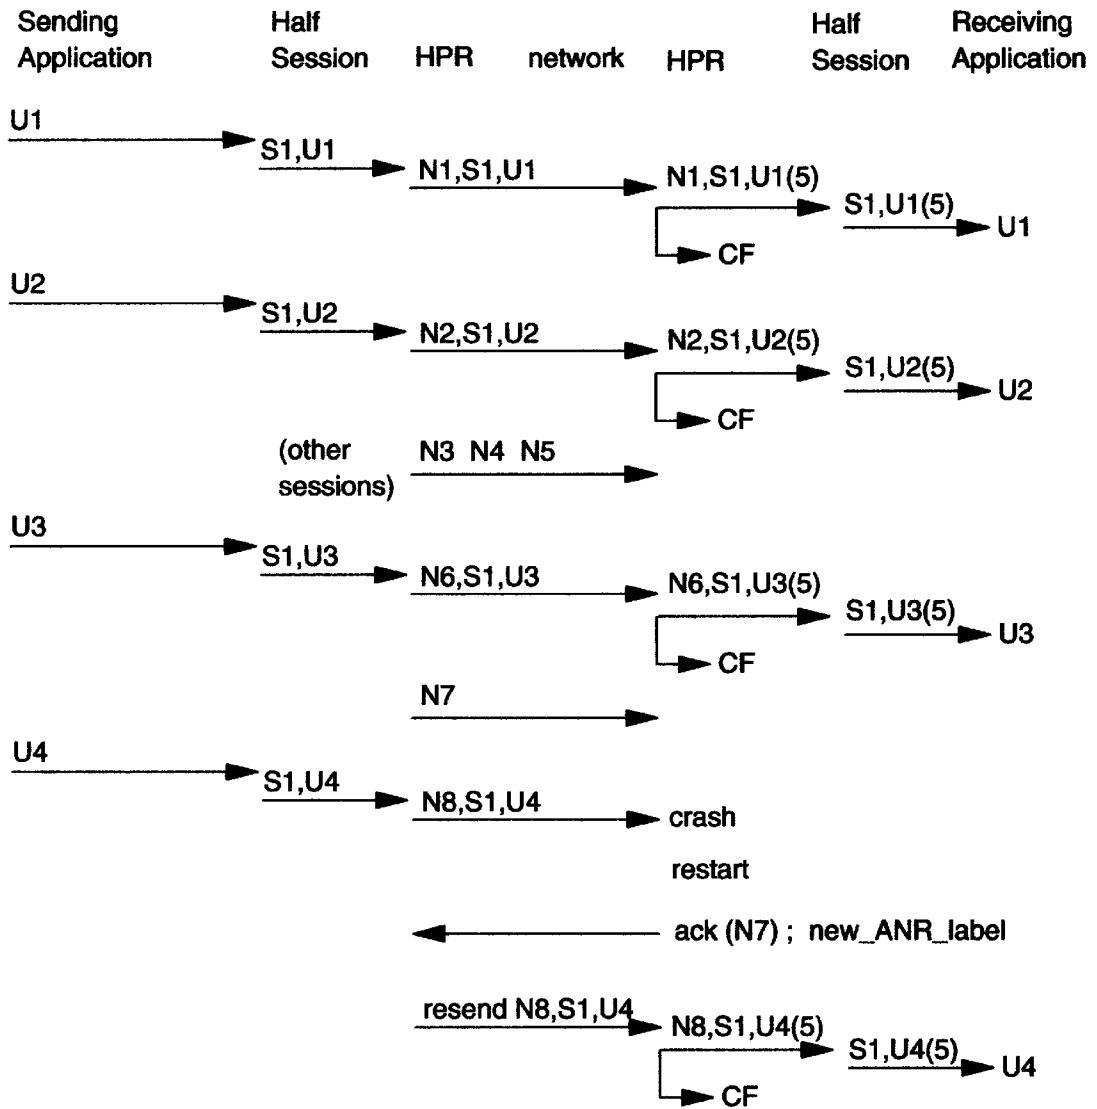 Sending Application
Half Session
HPR
network
HPR
Half Session
Receiving Application
U1
S1,U1
N1,S1,U1
N1,S1,U1(5)
S1,U1(5)
U1
CF
U2
S1,U2
N2,S1,U2
N2,S1,U2(5)
S1,U2(5)
U2
CF
(other sessions)
N3 N4 N5
U3
S1,U3
N6,S1,U3
N6,S1,U3(5)
S1,U3(5)
U3
CF
N7
U4
S1,U4
N8,S1,U4
crash
restart
ack (N7) ; new_ANR_label
resend N8,S1,U4
N8,S1,U4(5)
S1,U4(5)
U4
CF